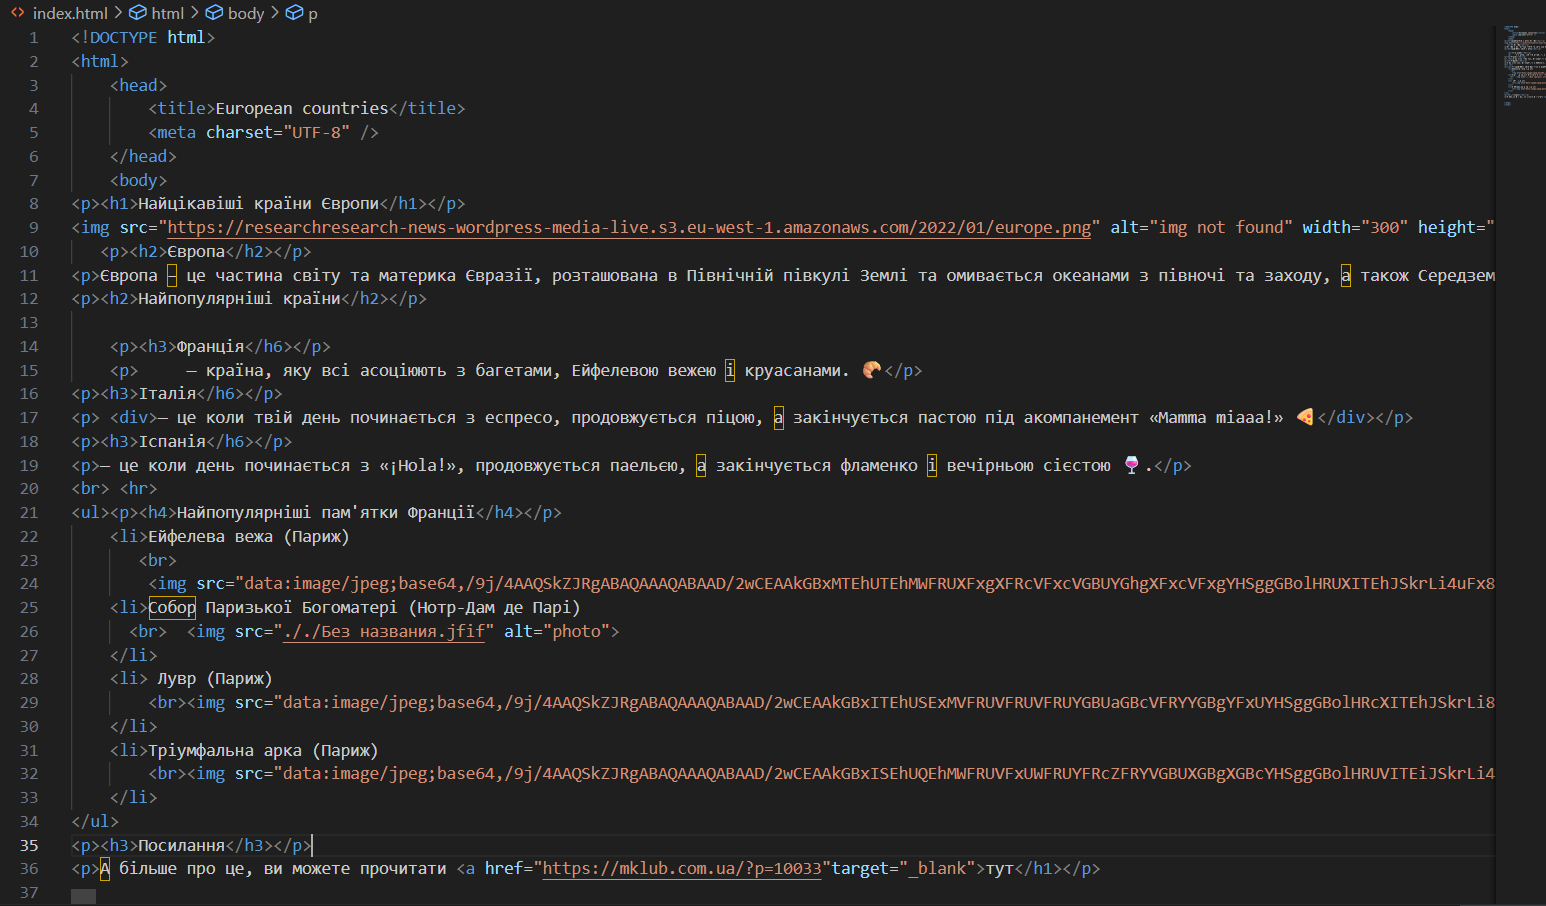 index.html > html > body > p
1 <!DOCTYPE html>
2 <html>
3 <head>
4 <title>European countries</title>
5 <meta charset="UTF-8" />
6 </head>
7 <body>
8 <p><h1>Найцікавіші країни Європи</h1></p>
9 <img src="https://researchresearch-news-wordpress-media-live.s3.eu-west-1.amazonaws.com/2022/01/europe.png" alt="img not found" width="300" height="
10 <p><h2>Європа</h2></p>
11 <p>Європа – це частина світу та материка Євразії, розташована в Північній півкулі Землі та омивається океанами з півночі та заходу, а також Середзем
12 <p><h2>Найпопулярніші країни</h2></p>
13
14 <p><h3>Франція</h6></p>
15 <p> — країна, яку всі асоціюють з багетами, Ейфелевою вежею і круасанами. 🥐</p>
16 <p><h3>Італія</h6></p>
17 <p> <div>— це коли твій день починається з еспресо, продовжується піцою, а закінчується пастою під акомпанемент «Mamma miaaa!» 🍕</div></p>
18 <p><h3>Іспанія</h6></p>
19 <p>— це коли день починається з «¡Hola!», продовжується паельєю, а закінчується фламенко і вечірньою сієстою 🍷.</p>
20 <br> <hr>
21 <ul><p><h4>Найпопулярніші пам'ятки Франції</h4></p>
22 <li>Ейфелева вежа (Париж)
23 <br>
24 <img src="data:image/jpeg;base64,/9j/4AAQSkZJRgABAQAAAQABAAD/2wCEAAkGBxMTEhUTEhMWFRUXFxgXFRcVFxcVGBUYGhgXFxcVFxgYHSggGBolHRUXITEhJSkrLi4uFx8
25 <li>Собор Паризької Богоматері (Нотр-Дам де Парі)
26 <br> <img src="././Без названия.jfif" alt="photo">
27 </li>
28 <li> Лувр (Париж)
29 <br><img src="data:image/jpeg;base64,/9j/4AAQSkZJRgABAQAAAQABAAD/2wCEAAkGBxITEhUSExMVFRUVFRUVFRUYGBUaGBcVFRYYGBgYFxUYHSggGBolHRcXITEhJSkrLi8
30 </li>
31 <li>Тріумфальна арка (Париж)
32 <br><img src="data:image/jpeg;base64,/9j/4AAQSkZJRgABAQAAAQABAAD/2wCEAAkGBxISEhUQEhMWFRUVFxUWFRUYFRcZFRYVGBUXGBgXGBcYHSggGBolHRUVITEiJSkrLi4
33 </li>
34 </ul>
35 <p><h3>Посилання</h3></p>
36 <p>А більше про це, ви можете прочитати <a href="https://mklub.com.ua/?p=10033"target="_blank">тут</h1></p>
37